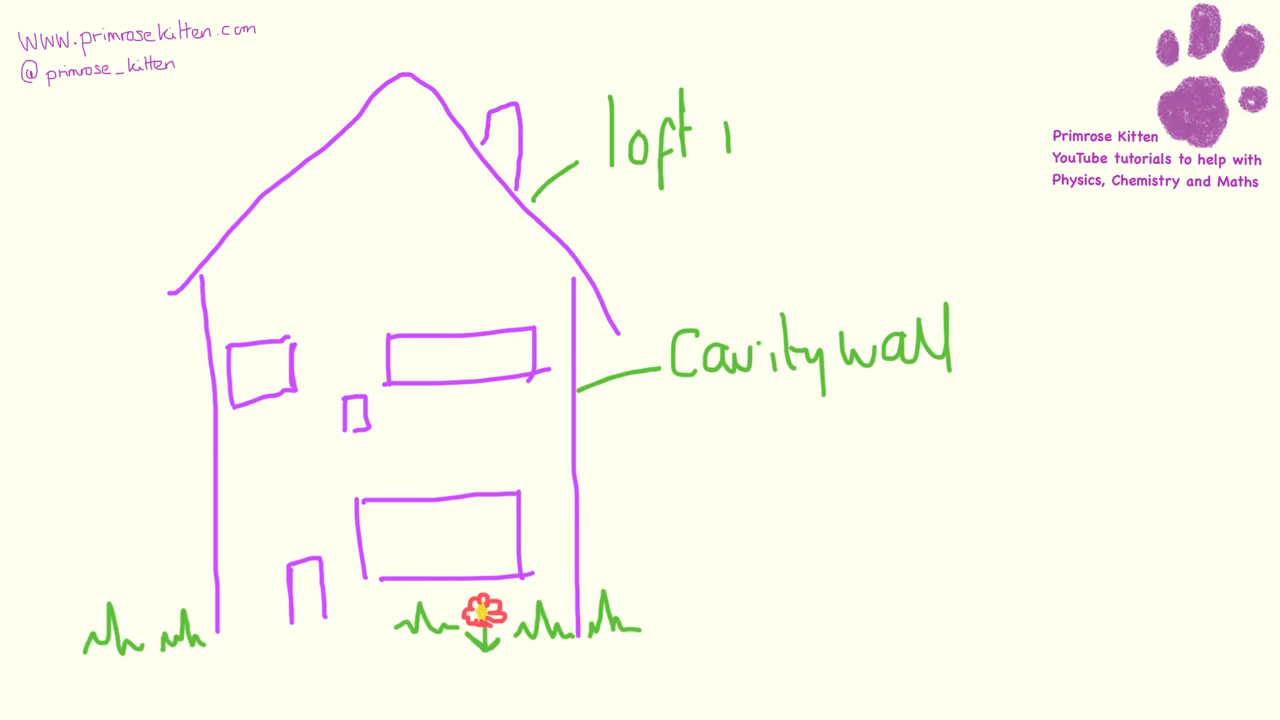 www.primrosekitten.com
@primrose_kitten
loft i
Cavity wall
Primrose Kitten
YouTube tutorials to help with
Physics, Chemistry and Maths